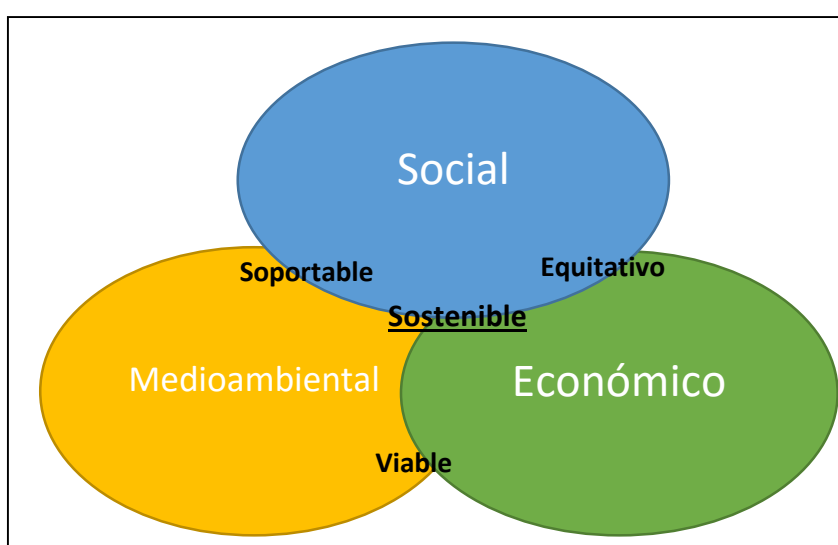 Social
Soportable
Equitativo
Sostenible
Medioambiental
Económico
Viable